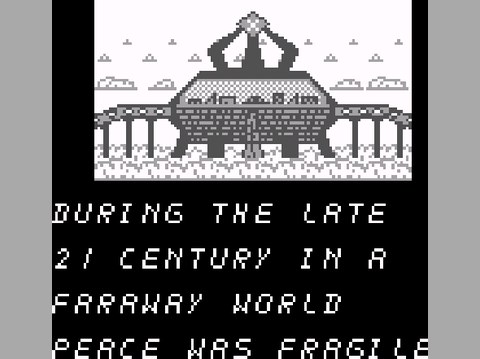 DURING THE LATE
21 CENTURY IN A
FARAWAY WORLD
PEACE WAS FRAGILE